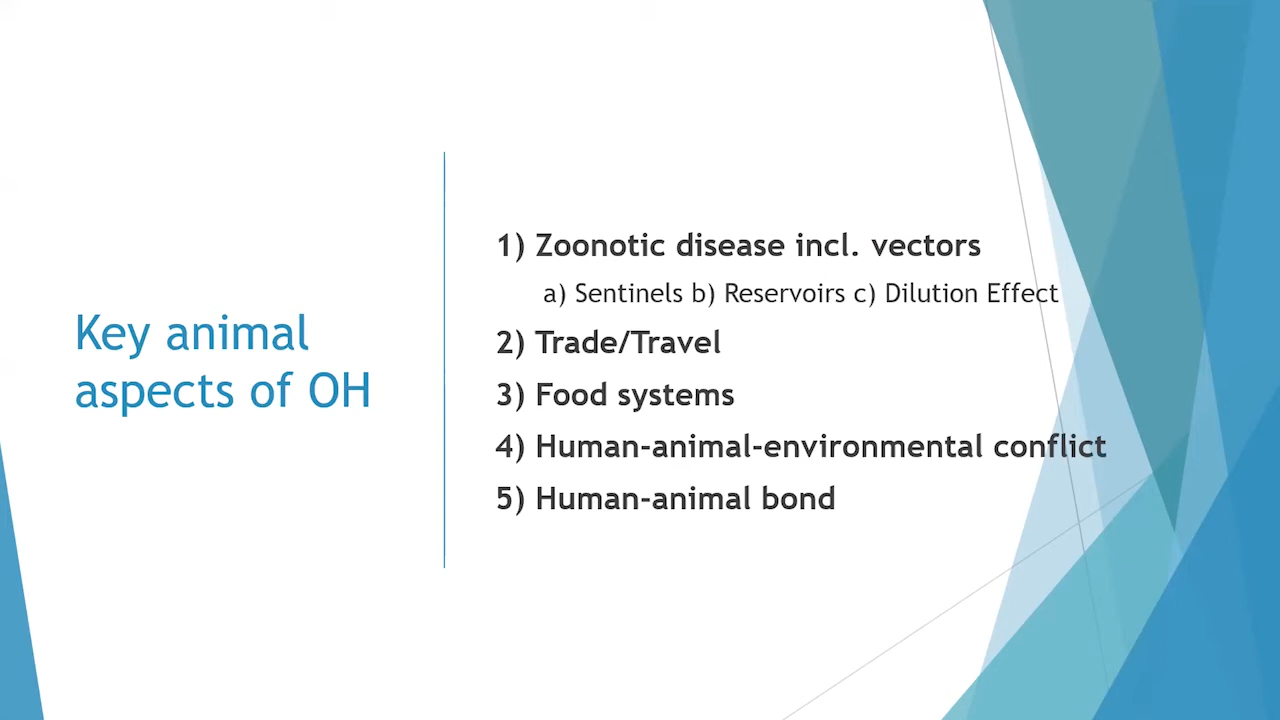 Key animal
aspects of OH
1) Zoonotic disease incl. vectors
a) Sentinels b) Reservoirs c) Dilution Effect
2) Trade/Travel
3) Food systems
4) Human-animal-environmental conflict
5) Human-animal bond